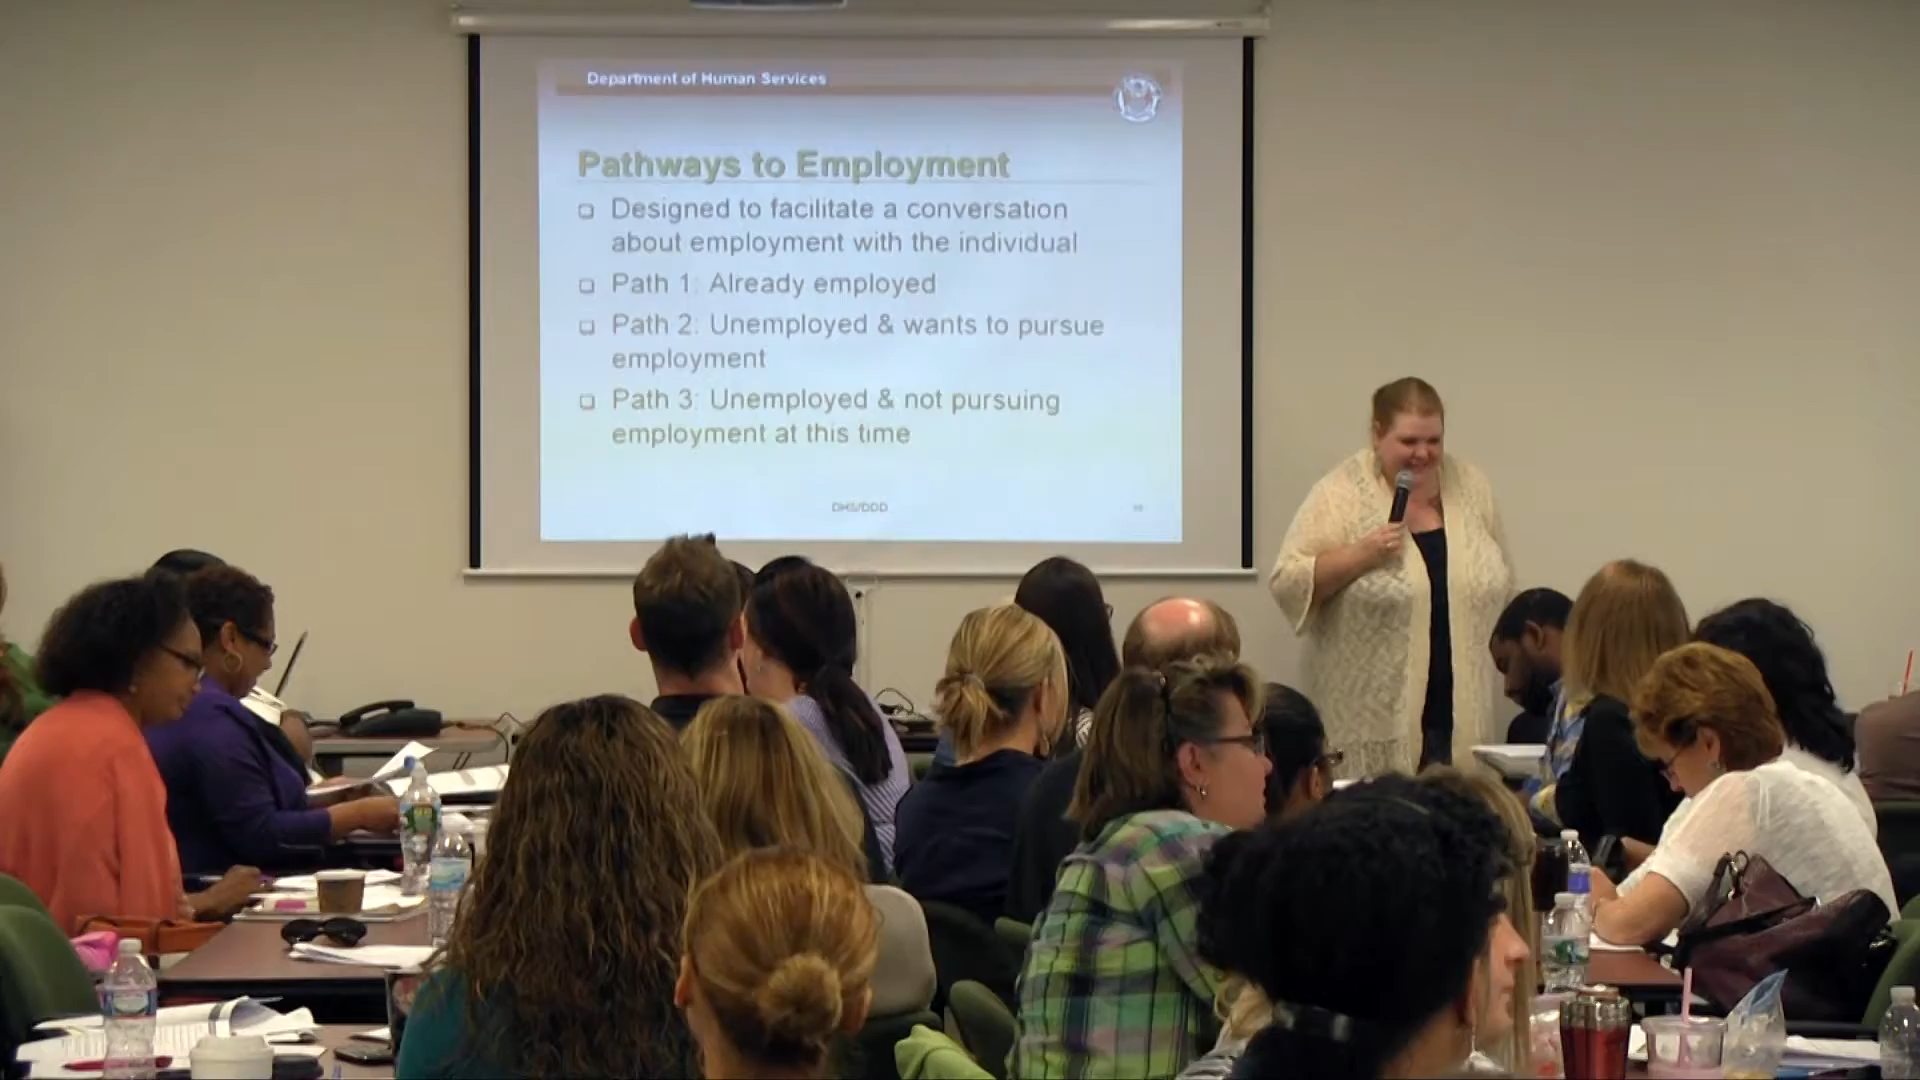 Department of Human Services
Pathways to Employment
Designed to facilitate a conversation
about employment with the individual
Path 1: Already employed
Path 2: Unemployed & wants to pursue
employment
Path 3: Unemployed & not pursuing
employment at this time
DHS/DDD